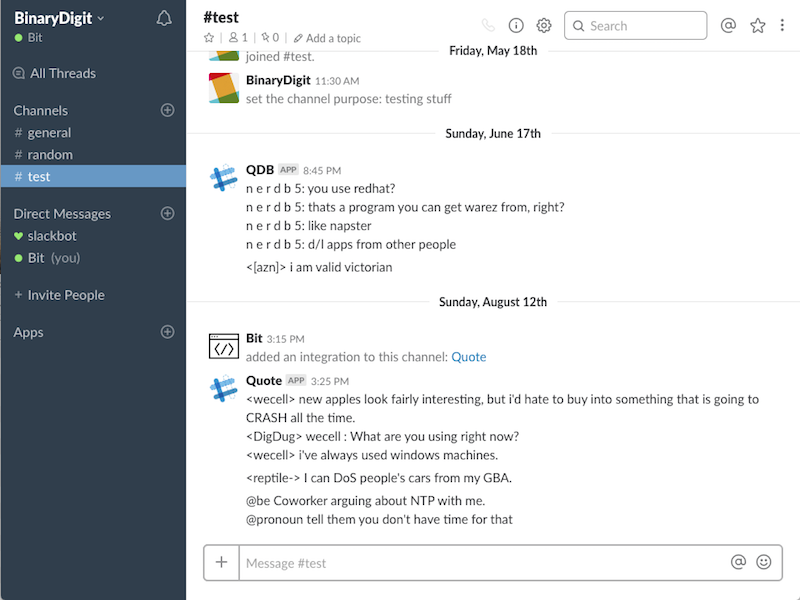 BinaryDigit
Bit
All Threads
Channels
# general
# random
# test
Direct Messages
slackbot
Bit (you)
+ Invite People
Apps
#test
1 | 0 | Add a topic
Search
Friday, May 18th
joined #test.
BinaryDigit 11:30 AM
set the channel purpose: testing stuff
Sunday, June 17th
QDB APP 8:45 PM
n e r d b 5: you use redhat?
n e r d b 5: thats a program you can get warez from, right?
n e r d b 5: like napster
n e r d b 5: d/l apps from other people
<[azn]> i am valid victorian
Sunday, August 12th
Bit 3:15 PM
added an integration to this channel: Quote
Quote APP 3:25 PM
<wecell> new apples look fairly interesting, but i'd hate to buy into something that is going to
CRASH all the time.
<DigDug> wecell : What are you using right now?
<wecell> i've always used windows machines.
<reptile-> I can DoS people's cars from my GBA.
@be Coworker arguing about NTP with me.
@pronoun tell them you don't have time for that
Message #test